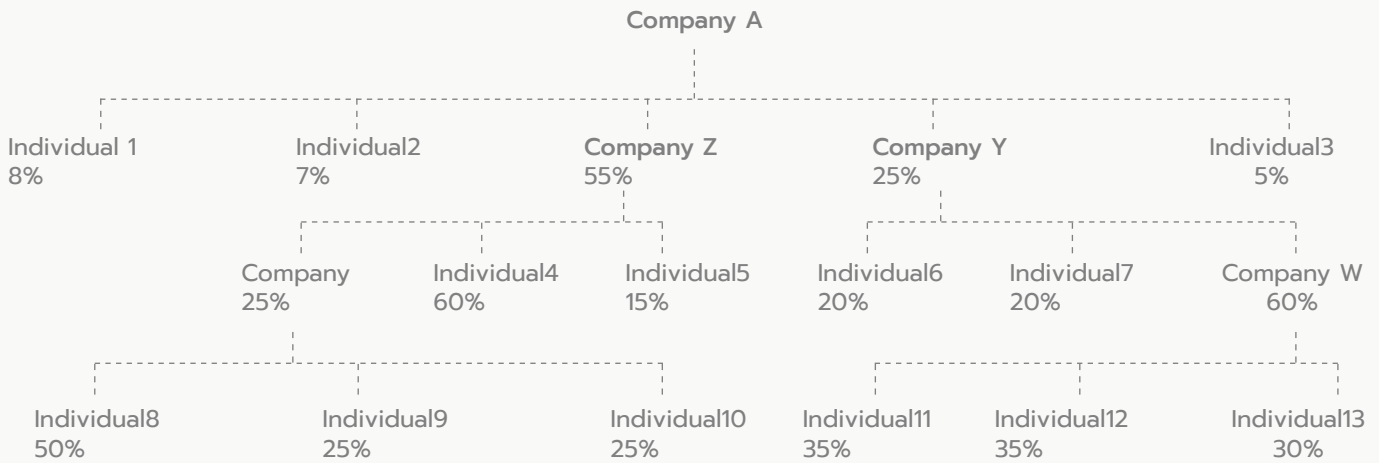 Company A
Individual 1
8%
Individual2
7%
Company Z
55%
Company Y
25%
Individual3
5%
Company
25%
Individual4
60%
Individual5
15%
Individual6
20%
Individual7
20%
Company W
60%
Individual8
50%
Individual9
25%
Individual10
25%
Individual11
35%
Individual12
35%
Individual13
30%